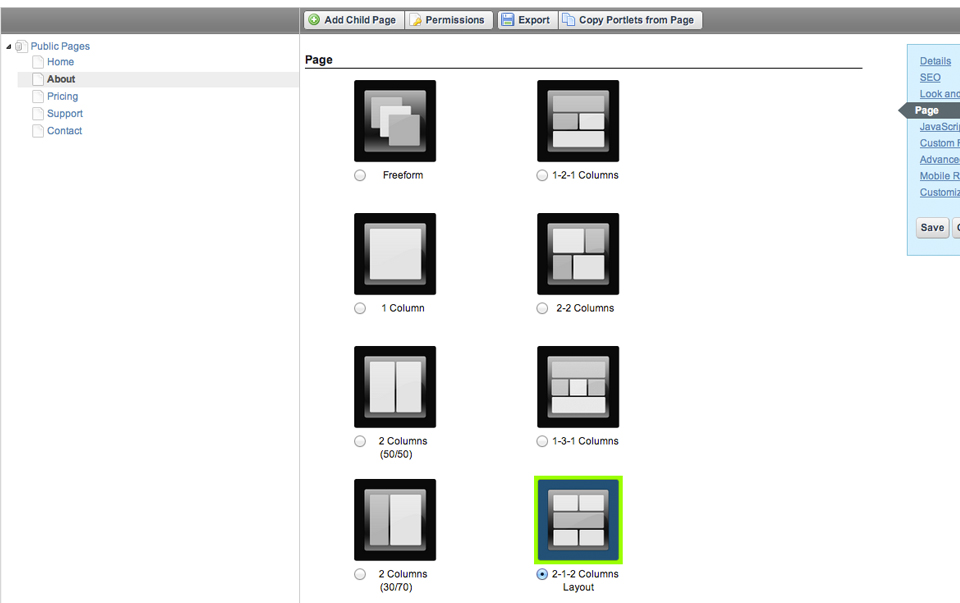 Add Child Page Permissions Export Copy Portlets from Page
Public Pages
Home
About
Pricing
Support
Contact
Page
Freeform
1-2-1 Columns
1 Column
2-2 Columns
2 Columns
(50/50)
1-3-1 Columns
2 Columns
(30/70)
2-1-2 Columns
Layout
Details
SEO
Look and
Page
JavaScri
Custom F
Advance
Mobile R
Customiz
Save